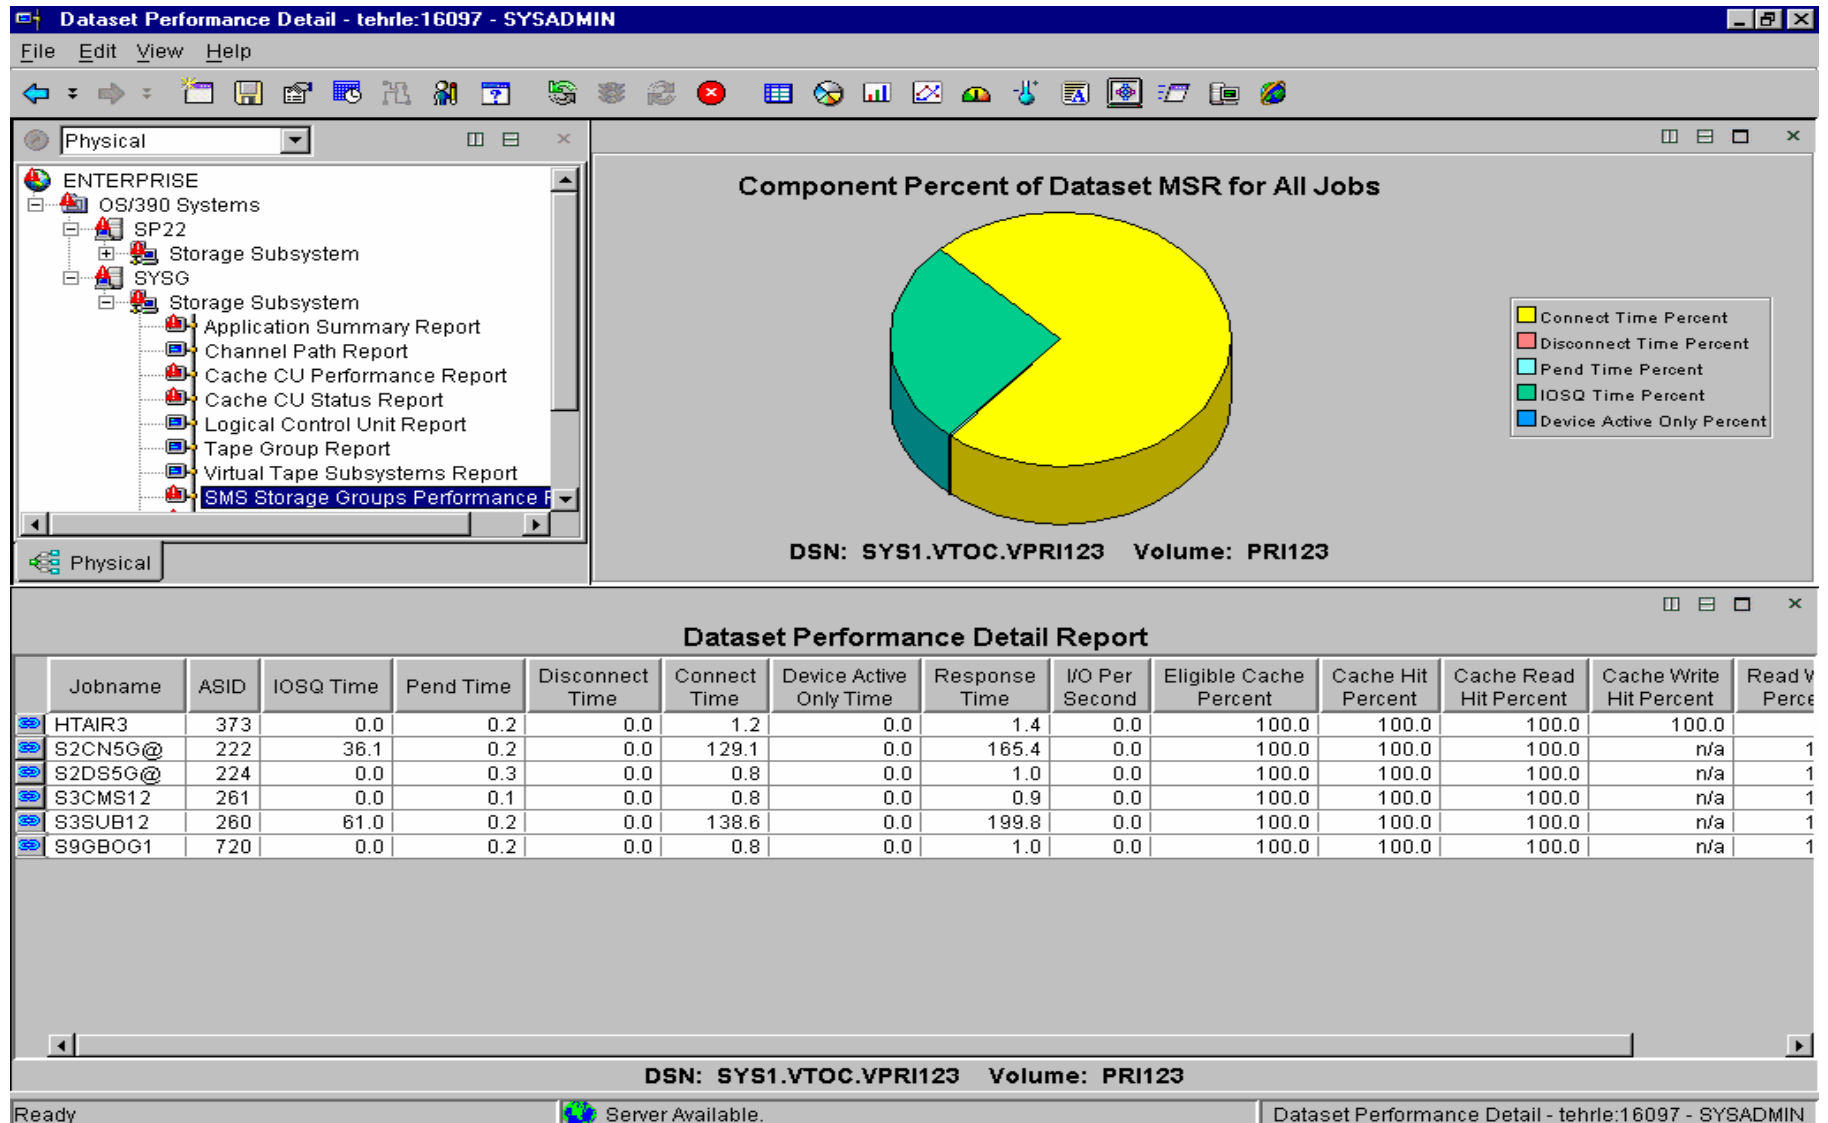 Dataset Performance Detail - tehrle:16097 - SYSADMIN
File Edit View Help
Physical
ENTERPRISE
OS/390 Systems
SP22
Storage Subsystem
SYSG
Storage Subsystem
Application Summary Report
Channel Path Report
Cache CU Performance Report
Cache CU Status Report
Logical Control Unit Report
Tape Group Report
Virtual Tape Subsystems Report
SMS Storage Groups Performance
Physical
Component Percent of Dataset MSR for All Jobs
Connect Time Percent
Disconnect Time Percent
Pend Time Percent
IOSQ Time Percent
Device Active Only Percent
DSN: SYS1.VTOC.VPRI123 Volume: PRI123
Dataset Performance Detail Report
Jobname ASID IOSQ Time Pend Time Disconnect Time Connect Time Device Active Only Time Response Time I/O Per Second Eligible Cache Percent Cache Hit Percent Cache Read Hit Percent Cache Write Hit Percent Read
HTAIR3 373 0.0 0.2 0.0 1.2 0.0 1.4 0.0 100.0 100.0 100.0 100.0
S2CN5G@ 222 36.1 0.2 0.0 129.1 0.0 165.4 0.0 100.0 100.0 100.0 n/a 1
S2DS5G@ 224 0.0 0.3 0.0 0.8 0.0 1.0 0.0 100.0 100.0 100.0 n/a 1
S3CMS12 261 0.0 0.1 0.0 0.8 0.0 0.9 0.0 100.0 100.0 100.0 n/a 1
S3SUB12 260 61.0 0.2 0.0 138.6 0.0 199.8 0.0 100.0 100.0 100.0 n/a 1
S9GBOG1 720 0.0 0.2 0.0 0.8 0.0 1.0 0.0 100.0 100.0 100.0 n/a 1
DSN: SYS1.VTOC.VPRI123 Volume: PRI123
Ready
Server Available.
Dataset Performance Detail - tehrle:16097 - SYSADMIN